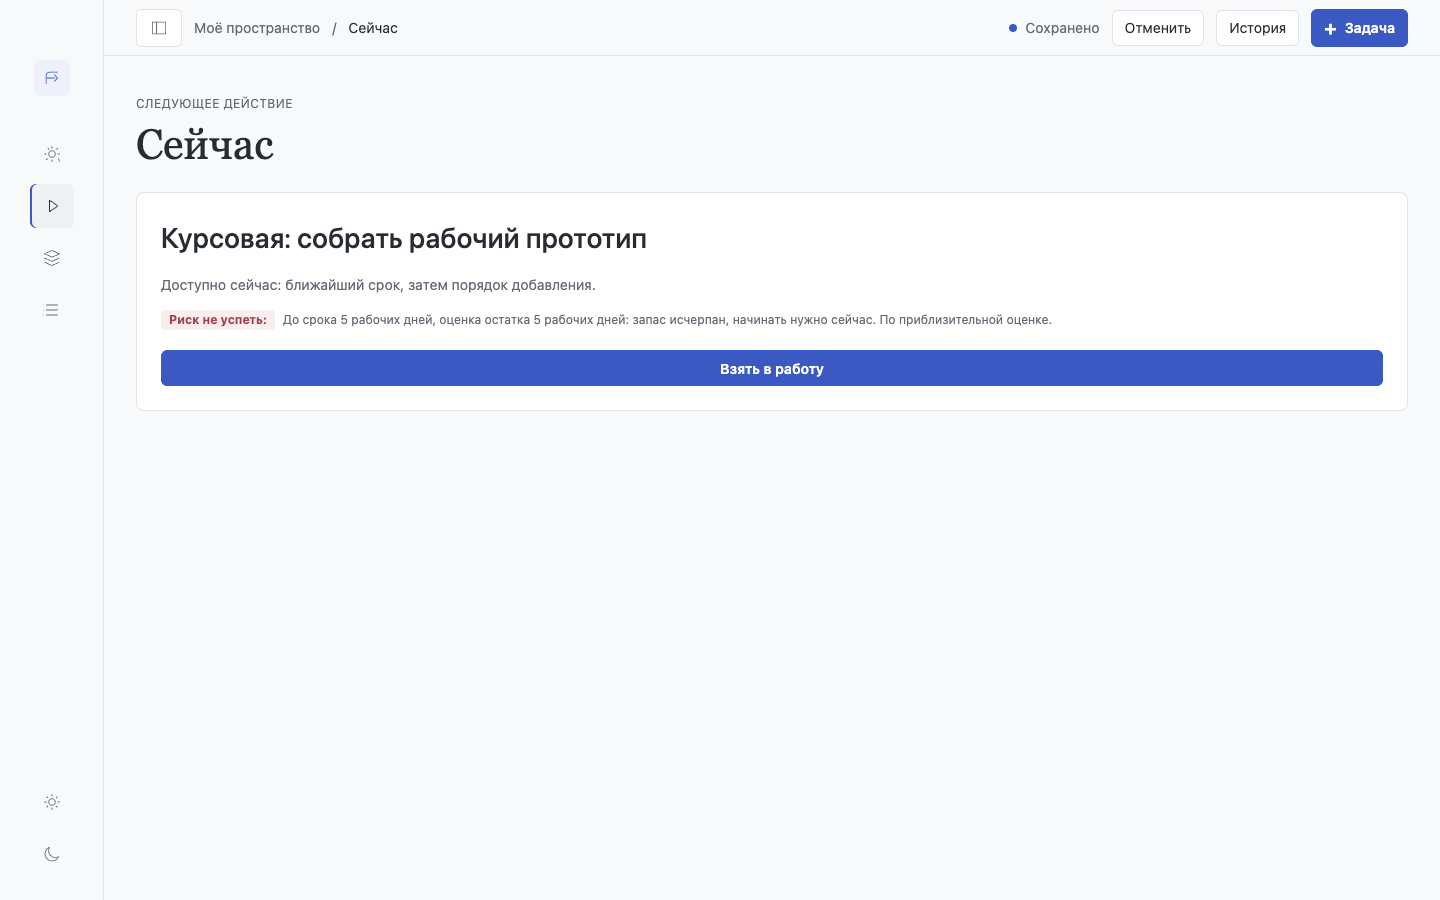 Моё пространство / Сейчас
Сохранено
Отменить
История
+ Задача
СЛЕДУЮЩЕЕ ДЕЙСТВИЕ
Сейчас
Курсовая: собрать рабочий прототип
Доступно сейчас: ближайший срок, затем порядок добавления.
Риск не успеть: До срока 5 рабочих дней, оценка остатка 5 рабочих дней: запас исчерпан, начинать нужно сейчас. По приблизительной оценке.
Взять в работу